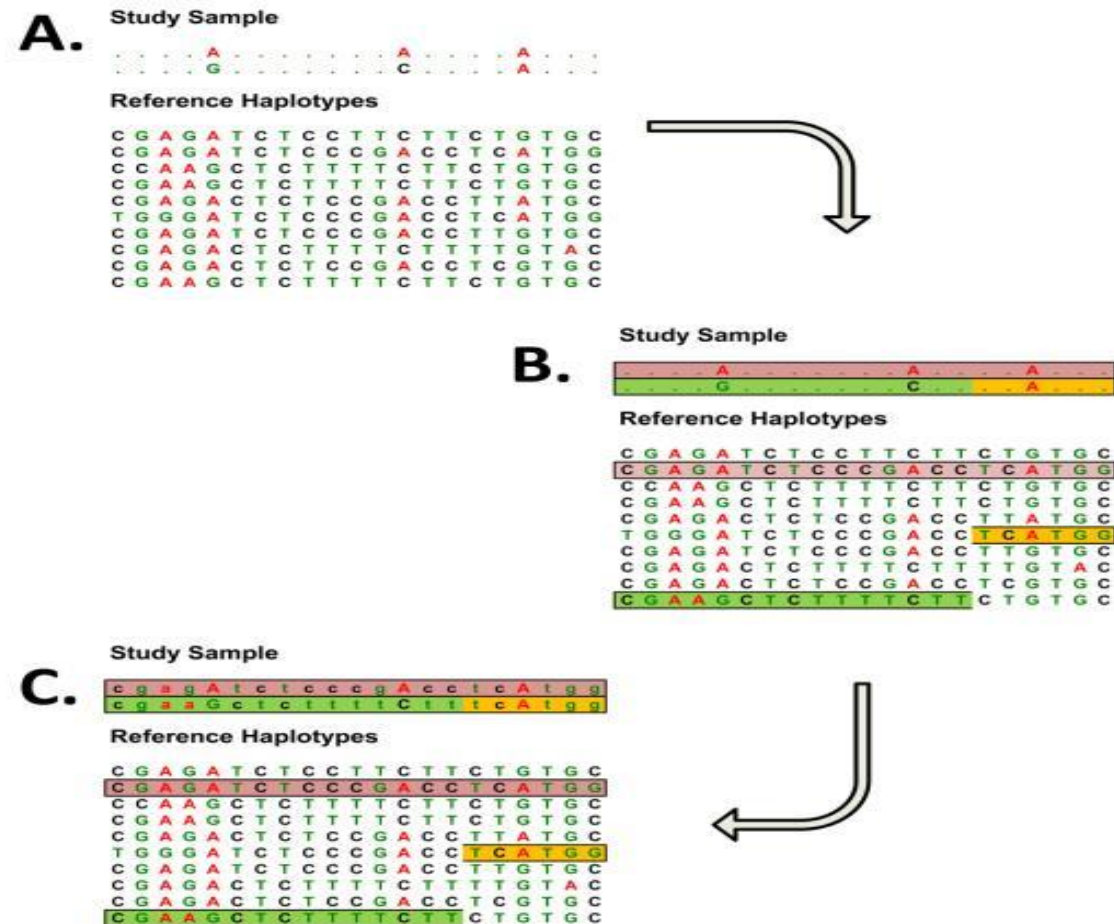 A.
Study Sample
. . . . A . . . . . . . A . . . . A . . .
. . . . G . . . . . . . C . . . . A . . .
Reference Haplotypes
C G A G A T C T C C T T C T T C T G T G C
C G A G A T C T C C C G A C C T C A T G G
C C A A G C T C T T T T C T T C T G T G C
C G A A G C T C T T T T C T T C T G T G C
C G A G A C T C T C C G A C C T T A T G C
T G G G A T C T C C C G A C C T C A T G G
C G A G A T C T C C C G A C C T T G T G C
C G A G A C T C T T T T C T T T T G T A C
C G A G A C T C T C C G A C C T C G T G C
C G A A G C T C T T T T C T T C T G T G C
B.
Study Sample
. . . . A . . . . . . . A . . . . A . . .
. . . . G . . . . . . . C . . . . A . . .
Reference Haplotypes
C G A G A T C T C C T T C T T C T G T G C
C G A G A T C T C C C G A C C T C A T G G
C C A A G C T C T T T T C T T C T G T G C
C G A A G C T C T T T T C T T C T G T G C
C G A G A C T C T C C G A C C T T A T G C
T G G G A T C T C C C G A C C T C A T G G
C G A G A T C T C C C G A C C T T G T G C
C G A G A C T C T T T T C T T T T G T A C
C G A G A C T C T C C G A C C T C G T G C
C G A A G C T C T T T T C T T C T G T G C
C.
Study Sample
c g a g A t c t c c c g A c c t c A t g g
c g a a G c t c t t t t C t t t c A t g g
Reference Haplotypes
C G A G A T C T C C T T C T T C T G T G C
C G A G A T C T C C C G A C C T C A T G G
C C A A G C T C T T T T C T T C T G T G C
C G A A G C T C T T T T C T T C T G T G C
C G A G A C T C T C C G A C C T T A T G C
T G G G A T C T C C C G A C C T C A T G G
C G A G A T C T C C C G A C C T T G T G C
C G A G A C T C T T T T C T T T T G T A C
C G A G A C T C T C C G A C C T C G T G C
C G A A G C T C T T T T C T T C T G T G C